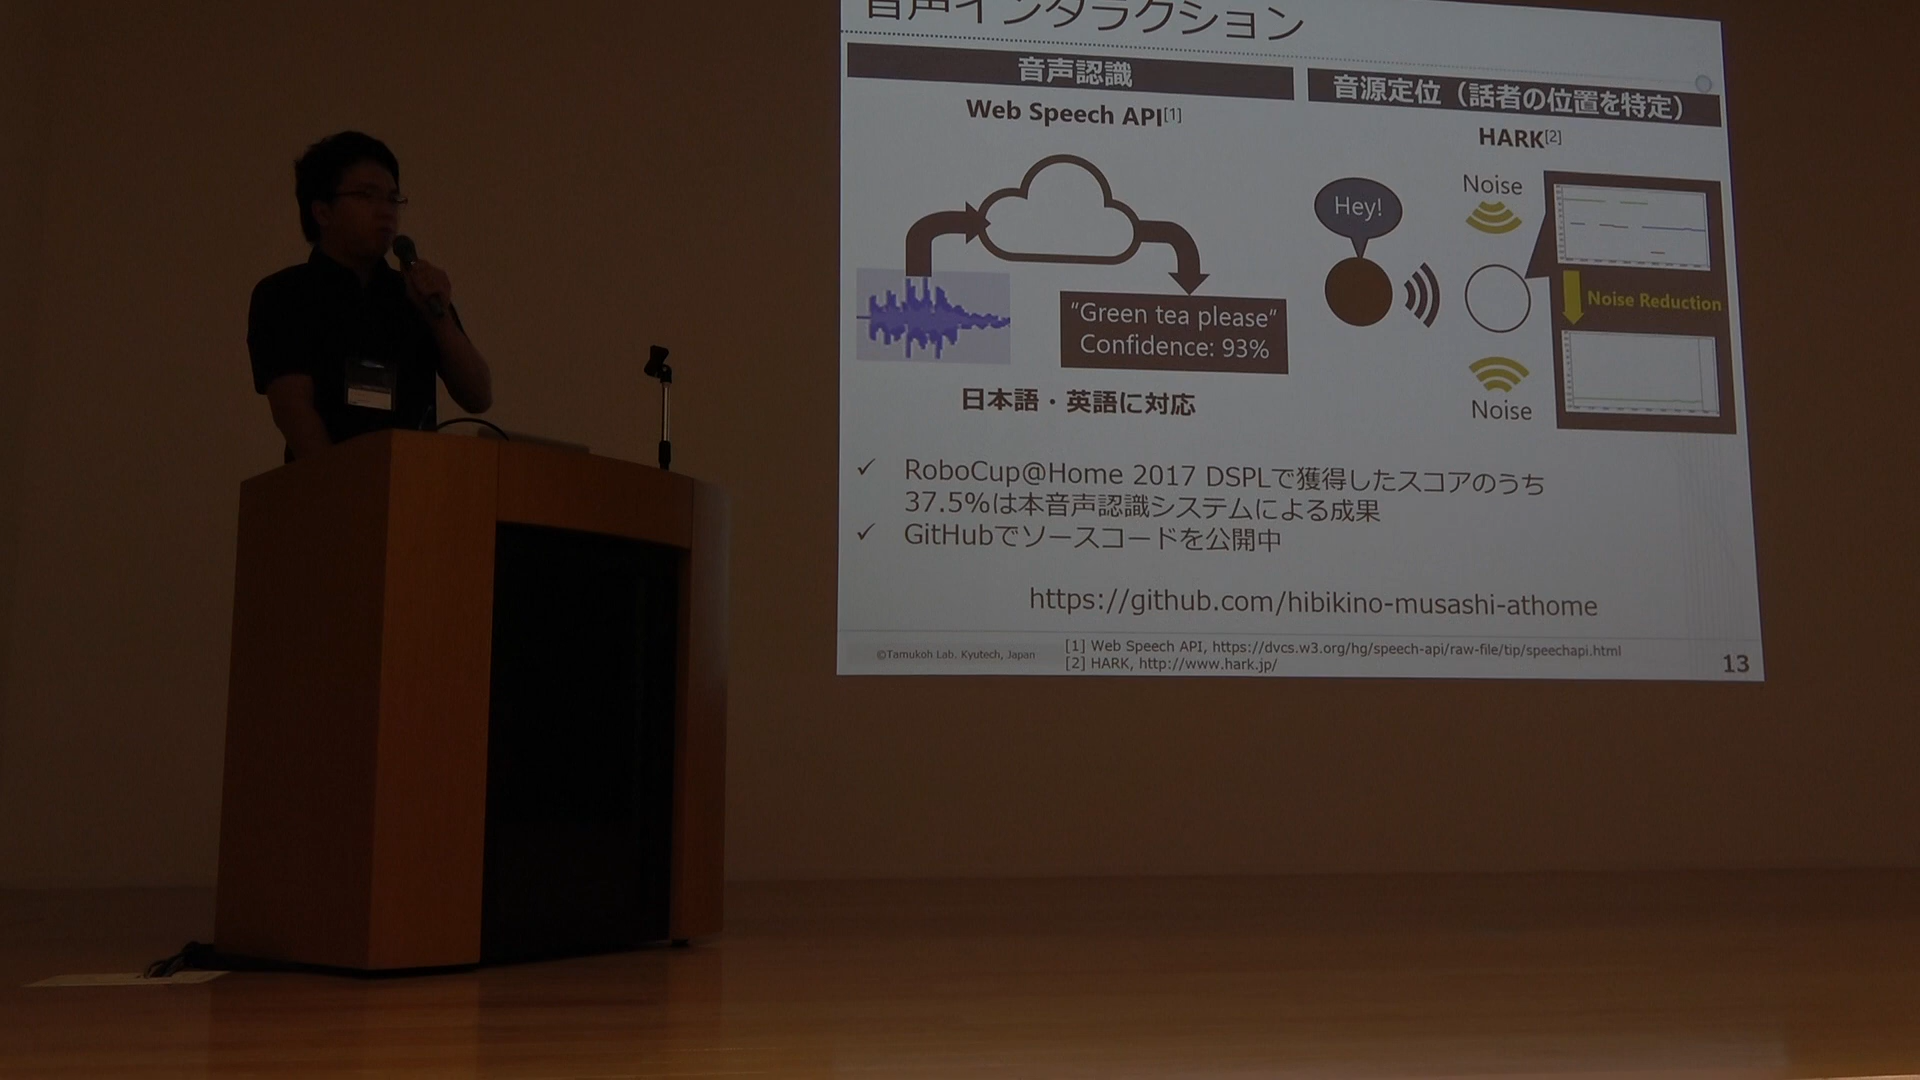 音声インタラクション
音声認識
音源定位（話者の位置を特定）
Web Speech API[1]
HARK[2]
Hey!
Noise
Noise Reduction
Noise
“Green tea please”
Confidence: 93%
日本語・英語に対応
✓ RoboCup@Home 2017 DSPLで獲得したスコアのうち
37.5%は本音声認識システムによる成果
✓ GitHubでソースコードを公開中
https://github.com/hibikino-musashi-athome
©Tamukoh Lab. Kyutech, Japan
[1] Web Speech API, https://dvcs.w3.org/hg/speech-api/raw-file/tip/speechapi.html
[2] HARK, http://www.hark.jp/
13